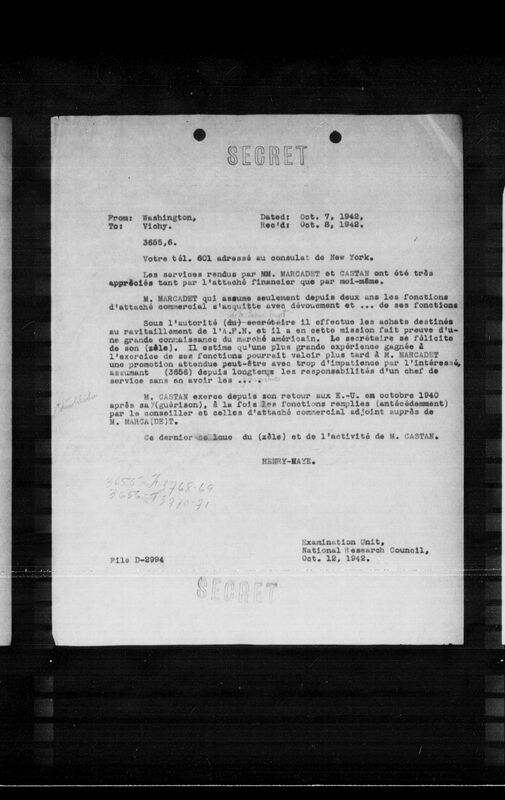 SECRET
From: Washington, Dated: Oct. 7, 1942,
To: Vichy. Rec'd: Oct. 8, 1942.
3655,6.
Votre tél. 601 adressé au consulat de New York.
Les services rendus par MM. MARCADET et CASTAN ont été très
appréciés tant par l'attaché financier que par moi-même.
M. MARCADET qui assume seulement depuis deux ans les fonctions
d'attaché commercial s'acquitte avec dévouement et ... de ses fonctions
Sous l'autorité (du) secrétaire il effectue les achats destinés
au ravitaillement de l'A.F.N. et il a en cette mission fait preuve d'u-
ne grande connaissance du marché américain. Le secrétaire se félicite
de son (zêle). Il estime qu'une plus grande expérience gagnée à
l'exercice de ses fonctions pourrait valoir plus tard à M. MARCADET
une promotion attendue peut-être avec trop d'impatience par l'intéressé,
assumant (3656) depuis longtemps les responsabilités d'un chef de
service sans en avoir les ....
M. CASTAN exerce depuis son retour aux E.-U. en octobre 1940
après sa (guérison), à la fois les fonctions remplies (antécédemment)
par le conseiller et celles d'attaché commercial adjoint auprès de
M. MARCA(DE)T.
Ce dernier se loue du (zêle) et de l'activité de M. CASTAN.
HENRY-HAYE.
3655 - F 1768-69
3656 - F 3770-71
Examination Unit,
National Research Council,
File D-2994 Oct. 12, 1942.
SECRET